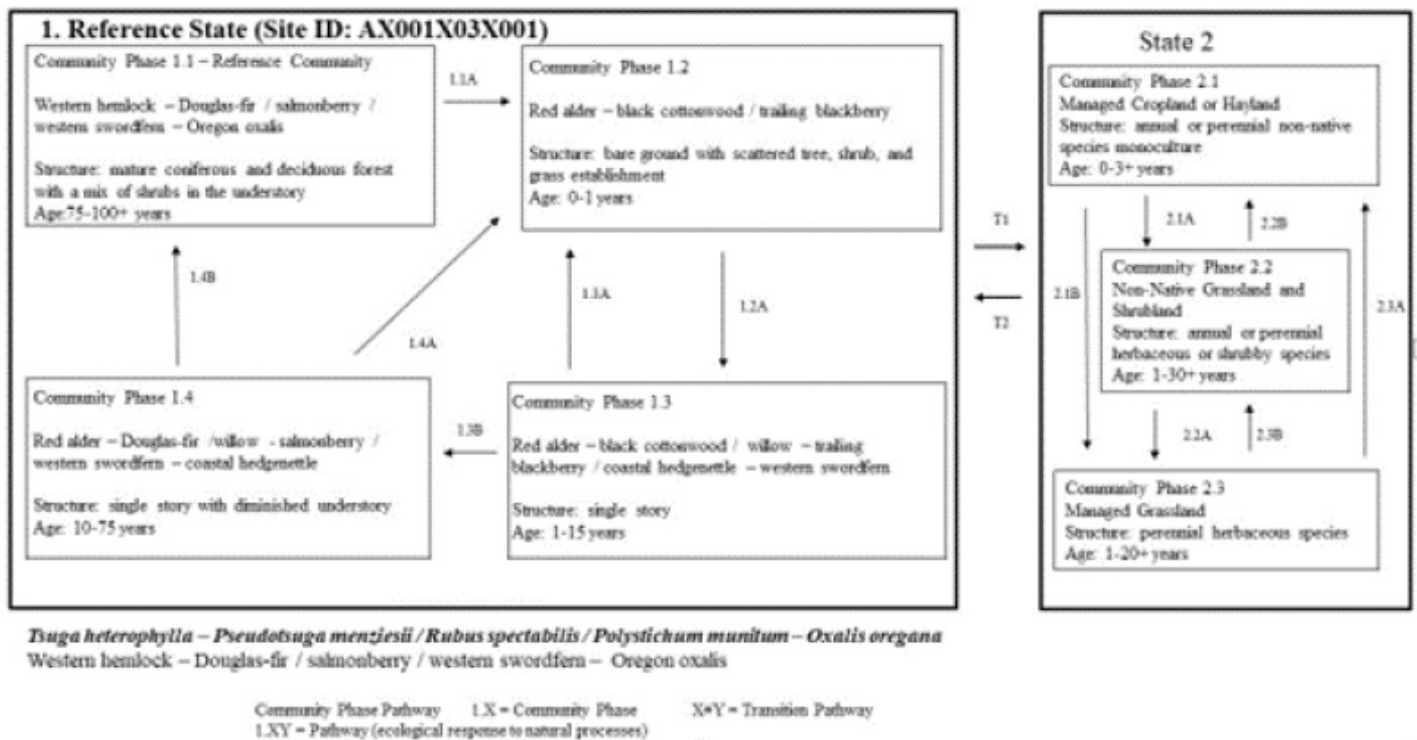 1. Reference State (Site ID: AX001X03X001)
Community Phase 1.1 – Reference Community
Western hemlock – Douglas-fir / salmonberry /
western swordfern – Oregon oxalis
Structure: mature coniferous and deciduous forest
with a mix of shrubs in the understory
Age:75-100+ years
1.1A
Community Phase 1.2
Red alder – black cottonwood / trailing blackberry
Structure: bare ground with scattered tree, shrub, and
grass establishment
Age: 0-1 years
1.4B
1.4A
1.3A
1.2A
Community Phase 1.4
Red alder – Douglas-fir /willow - salmonberry /
western swordfern – coastal hedgenettle
Structure: single story with diminished understory
Age: 10-75 years
1.3B
Community Phase 1.3
Red alder – black cottonwood / willow – trailing
blackberry / coastal hedgenettle – western swordfern
Structure: single story
Age: 1-15 years
T1
T2
State 2
Community Phase 2.1
Managed Cropland or Hayland
Structure: annual or perennial non-native
species monoculture
Age: 0-3+ years
2.1A
2.2B
2.1B
2.3A
Community Phase 2.2
Non-Native Grassland and
Shrubland
Structure: annual or perennial
herbaceous or shrubby species
Age: 1-30+ years
2.2A
2.3B
Community Phase 2.3
Managed Grassland
Structure: perennial herbaceous species
Age: 1-20+ years
Tsuga heterophylla – Pseudotsuga menziesii / Rubus spectabilis / Polystichum munitum – Oxalis oregana
Western hemlock – Douglas-fir / salmonberry / western swordfern – Oregon oxalis
Community Phase Pathway 1.X = Community Phase X*Y = Transition Pathway
1.XY = Pathway (ecological response to natural processes)